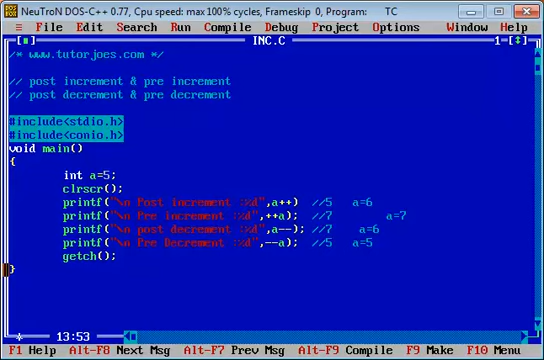 NeuTroN DOS-C++ 0.77, Cpu speed: max 100% cycles, Frameskip 0, Program: TC
≡ File Edit Search Run Compile Debug Project Options Window Help
[■] INC.C 1=[↕]
/* www.tutorjoes.com */
// post increment & pre increment
// post decrement & pre decrement
#include<stdio.h>
#include<conio.h>
void main()
{
int a=5;
clrscr();
printf("\n Post increment :%d",a++) //5 a=6
printf("\n Pre increment :%d",++a); //7 a=7
printf("\n post decrement :%d",a--); //7 a=6
printf("\n Pre Decrement :%d",--a); //5 a=5
getch();
}
* 13:53
F1 Help Alt-F8 Next Msg Alt-F7 Prev Msg Alt-F9 Compile F9 Make F10 Menu